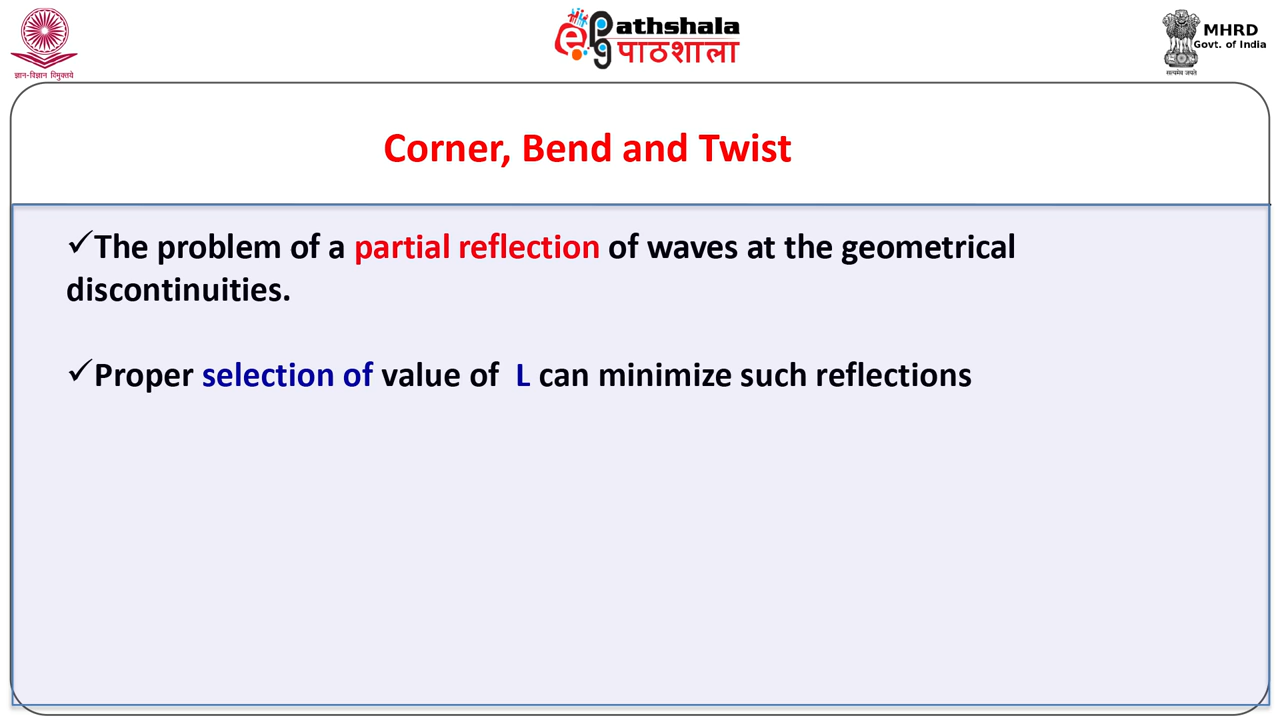 ज्ञान-विज्ञान विमुक्तये
ePg Pathshala
पाठशाला
MHRD
Govt. of India
सत्यमेव जयते
Corner, Bend and Twist
✓The problem of a partial reflection of waves at the geometrical
discontinuities.
✓Proper selection of value of L can minimize such reflections